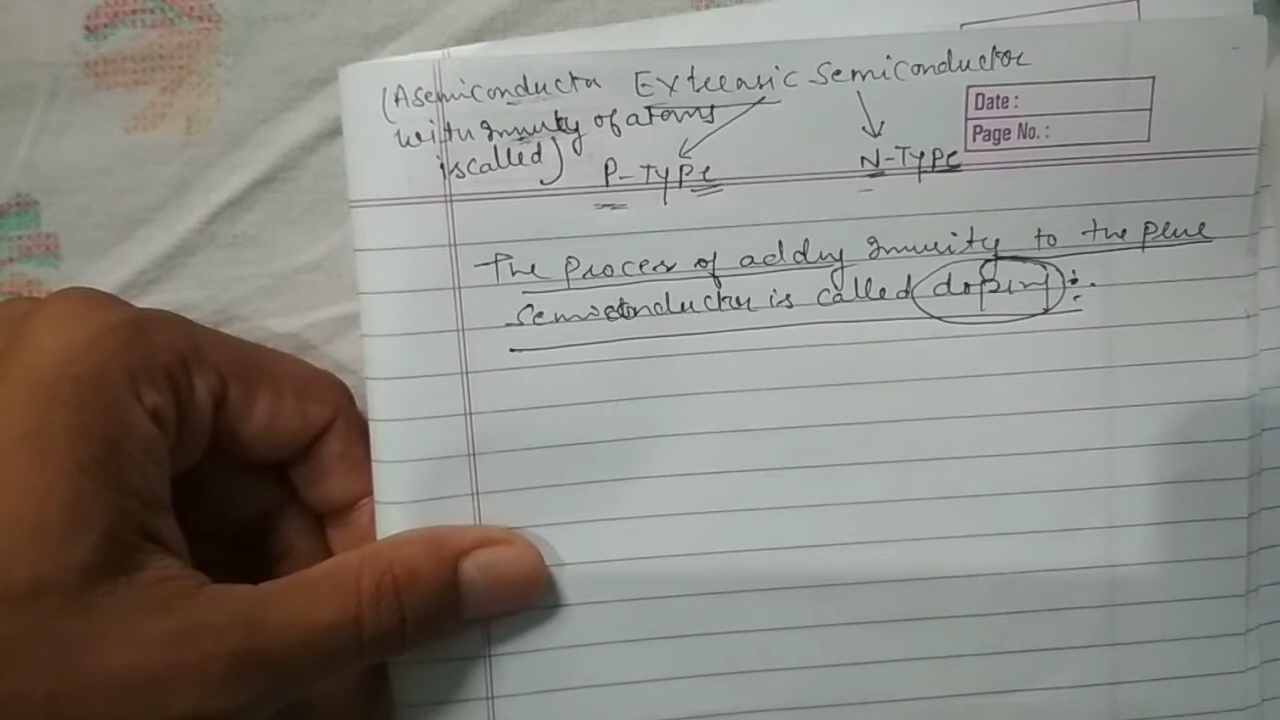 (A semiconductor Extrensic Semiconductor
with impurity of atoms
is called)
P-Type
N-Type
Date :
Page No. :
The process of adding impurity to the pure
semiconductor is called doping :.